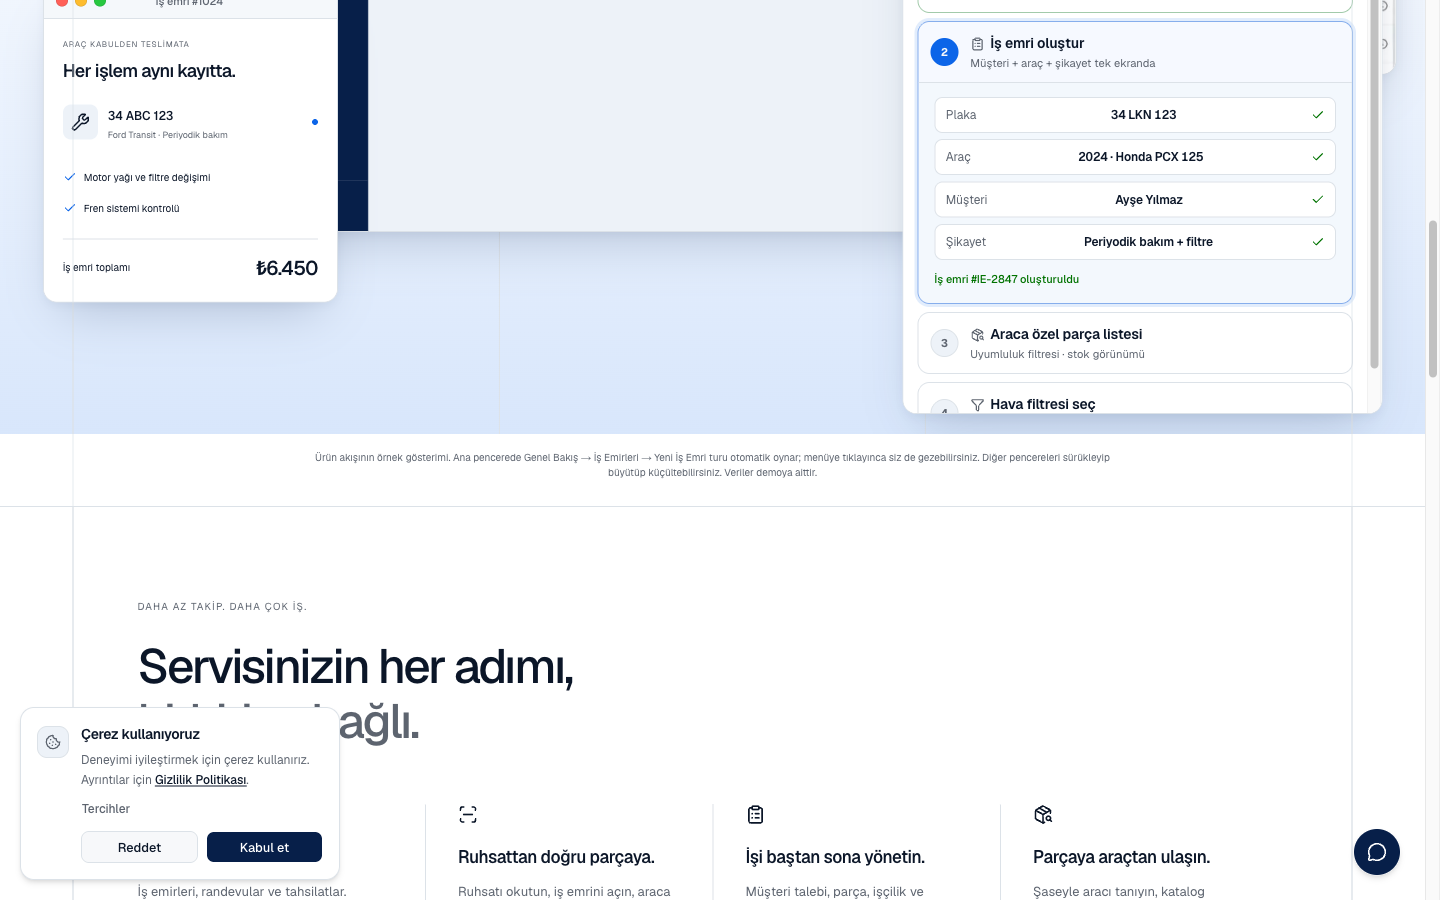 İş emri #1024
ARAÇ KABULDEN TESLİMATA
Her işlem aynı kayıtta.
34 ABC 123
Ford Transit · Periyodik bakım
Motor yağı ve filtre değişimi
Fren sistemi kontrolü
İş emri toplamı
₺6.450
2
İş emri oluştur
Müşteri + araç + şikayet tek ekranda
Plaka
34 LKN 123
Araç
2024 · Honda PCX 125
Müşteri
Ayşe Yılmaz
Şikayet
Periyodik bakım + filtre
İş emri #IE-2847 oluşturuldu
3
Araca özel parça listesi
Uyumluluk filtresi · stok görünümü
4
Hava filtresi seç
Ürün akışının örnek gösterimi. Ana pencerede Genel Bakış → İş Emirleri → Yeni İş Emri turu otomatik oynar; menüye tıklayınca siz de gezebilirsiniz. Diğer pencereleri sürükleyip
büyütüp küçültebilirsiniz. Veriler demoya aittir.
DAHA AZ TAKİP. DAHA ÇOK İŞ.
Servisinizin her adımı,
ağlı.
Çerez kullanıyoruz
Deneyimi iyileştirmek için çerez kullanırız.
Ayrıntılar için Gizlilik Politikası.
Tercihler
Reddet
Kabul et
İş emirleri, randevular ve tahsilatlar.
Ruhsattan doğru parçaya.
Ruhsatı okutun, iş emrini açın, araca
İşi baştan sona yönetin.
Müşteri talebi, parça, işçilik ve
Parçaya araçtan ulaşın.
Şaseyle aracı tanıyın, katalog